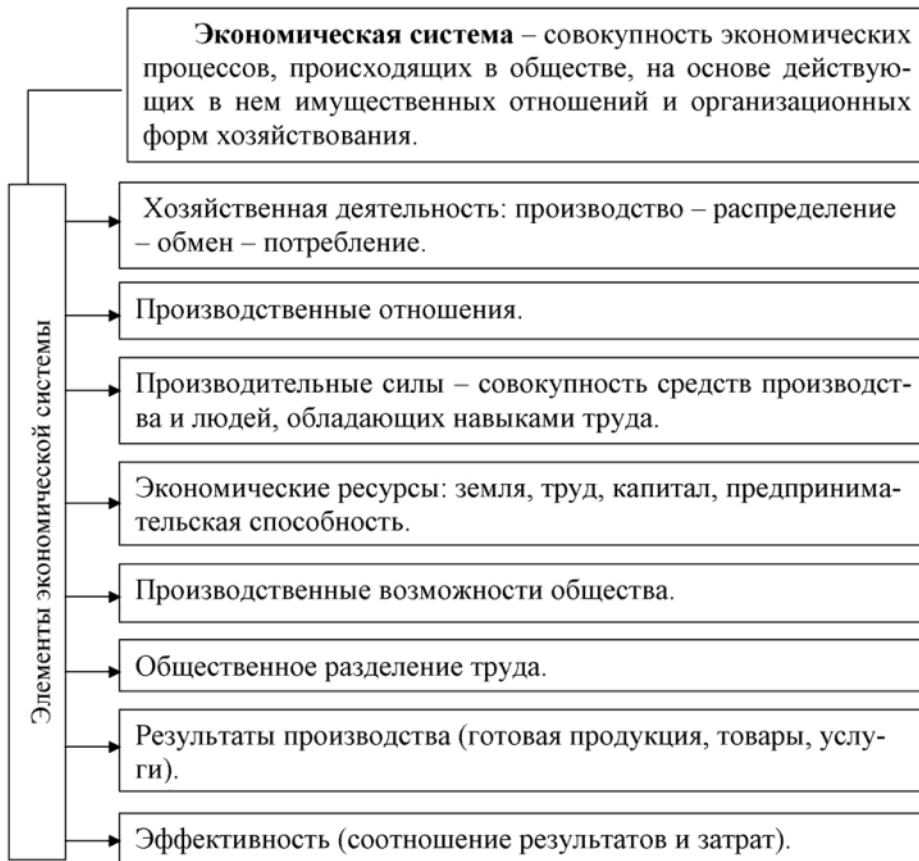 Экономическая система – совокупность экономических
процессов, происходящих в обществе, на основе действую-
щих в нем имущественных отношений и организационных
форм хозяйствования.
Элементы экономической системы
Хозяйственная деятельность: производство – распределение
– обмен – потребление.
Производственные отношения.
Производительные силы – совокупность средств производст-
ва и людей, обладающих навыками труда.
Экономические ресурсы: земля, труд, капитал, предпринима-
тельская способность.
Производственные возможности общества.
Общественное разделение труда.
Результаты производства (готовая продукция, товары, услу-
ги).
Эффективность (соотношение результатов и затрат).